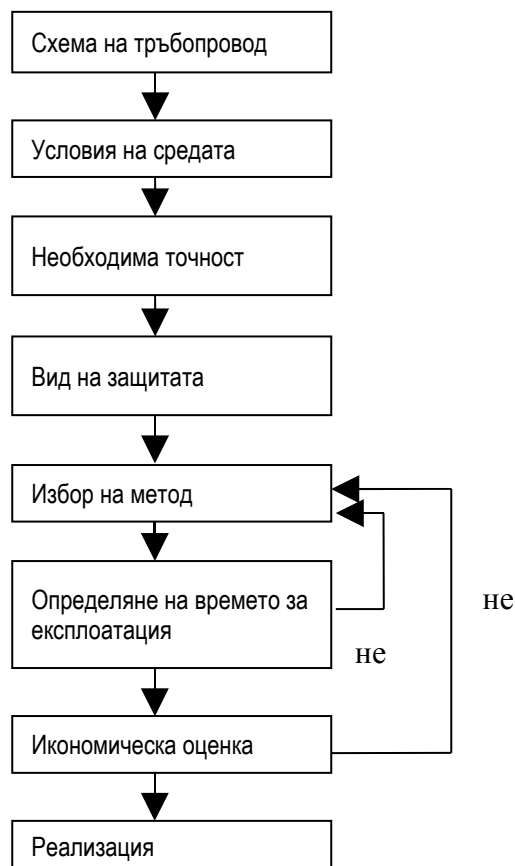 Схема на тръбопровод
Условия на средата
Необходима точност
Вид на защитата
Избор на метод
Определяне на времето за
експлоатация
не
не
Икономическа оценка
Реализация